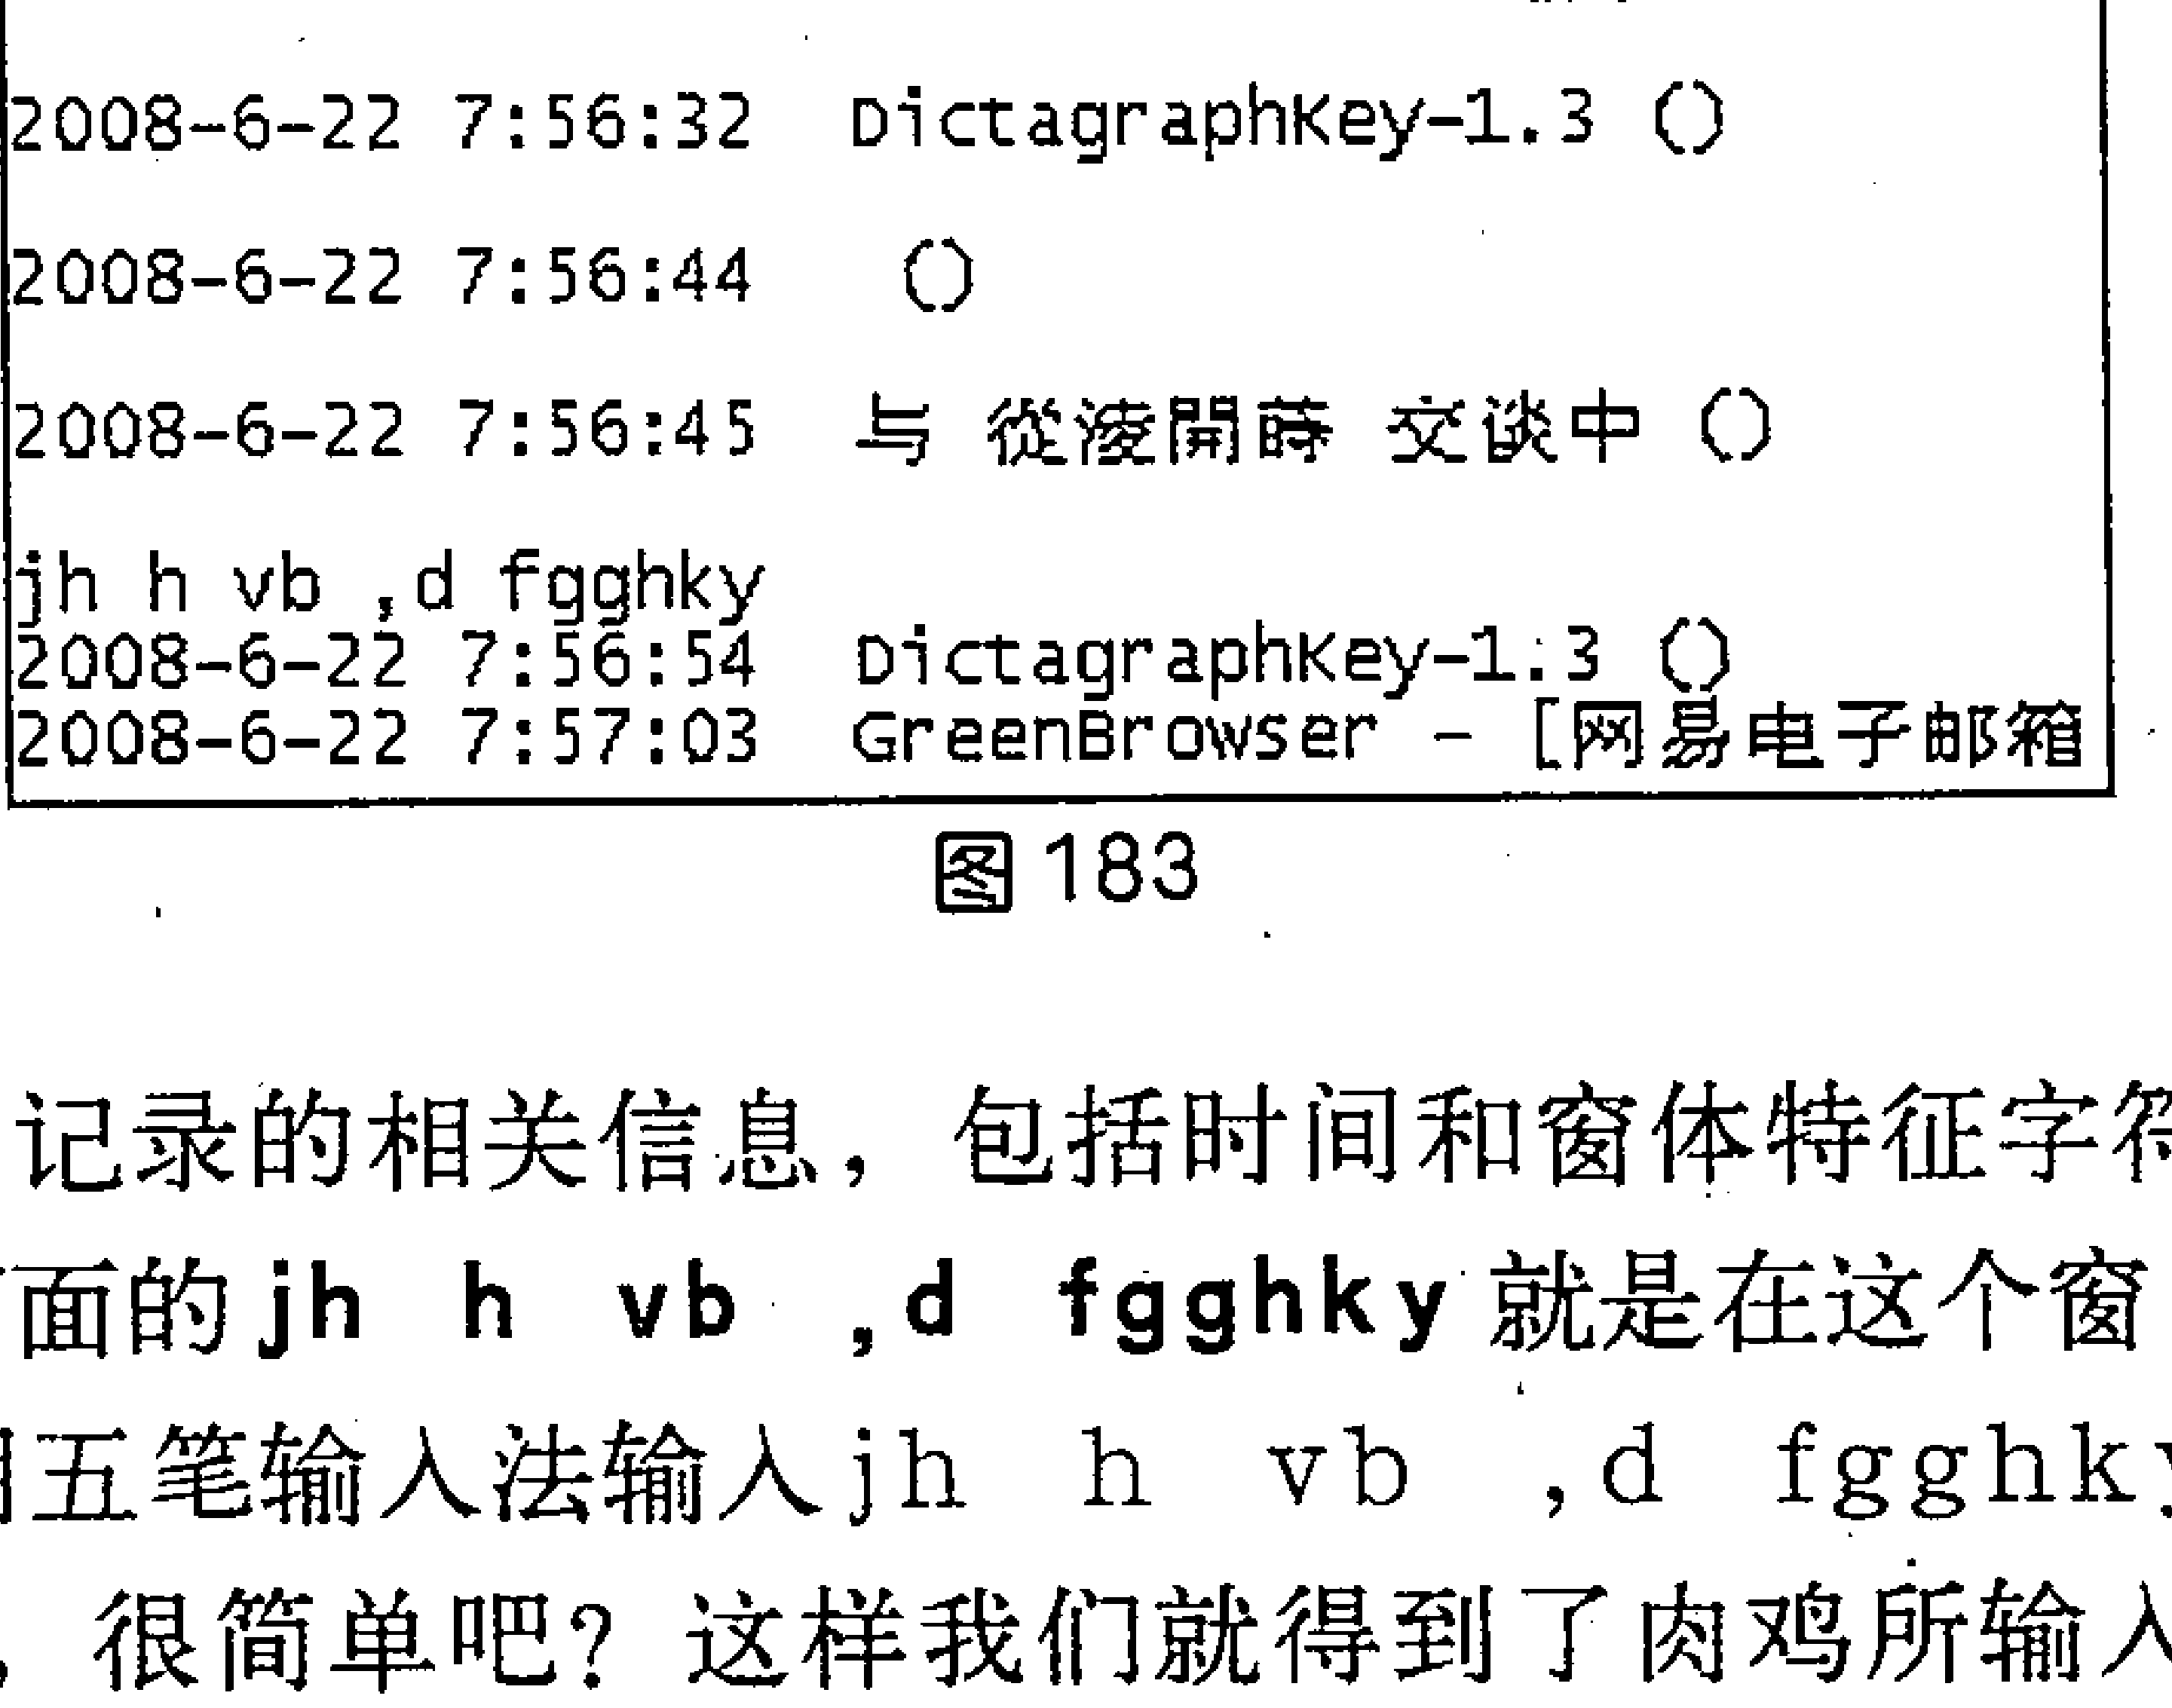 2008-6-22 7:56:32 DictagraphKey-1.3 ()
2008-6-22 7:56:44 ()
2008-6-22 7:56:45 与 從淩開蒔 交谈中 ()
jh h vb ,d fgghky
2008-6-22 7:56:54 DictagraphKey-1.3 ()
2008-6-22 7:57:03 GreenBrowser - [网易电子邮箱
图183
记录的相关信息，包括时间和窗体特征字符
面的jh h vb ,d fgghky就是在这个窗
五笔输入法输入jh h vb ,d fgghky
，很简单吧？这样我们就得到了肉鸡所输入